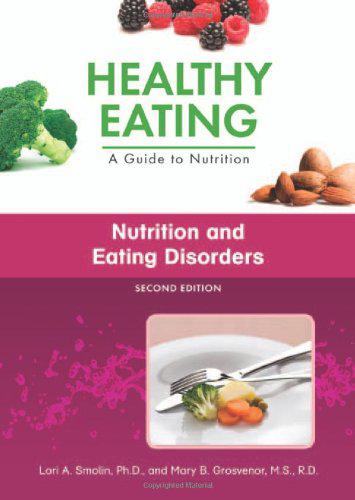 HEALTHY
EATING
A Guide to Nutrition
Nutrition and
Eating Disorders
SECOND EDITION
Lori A. Smolin, Ph.D., and Mary B. Grosvenor, M.S., R.D.